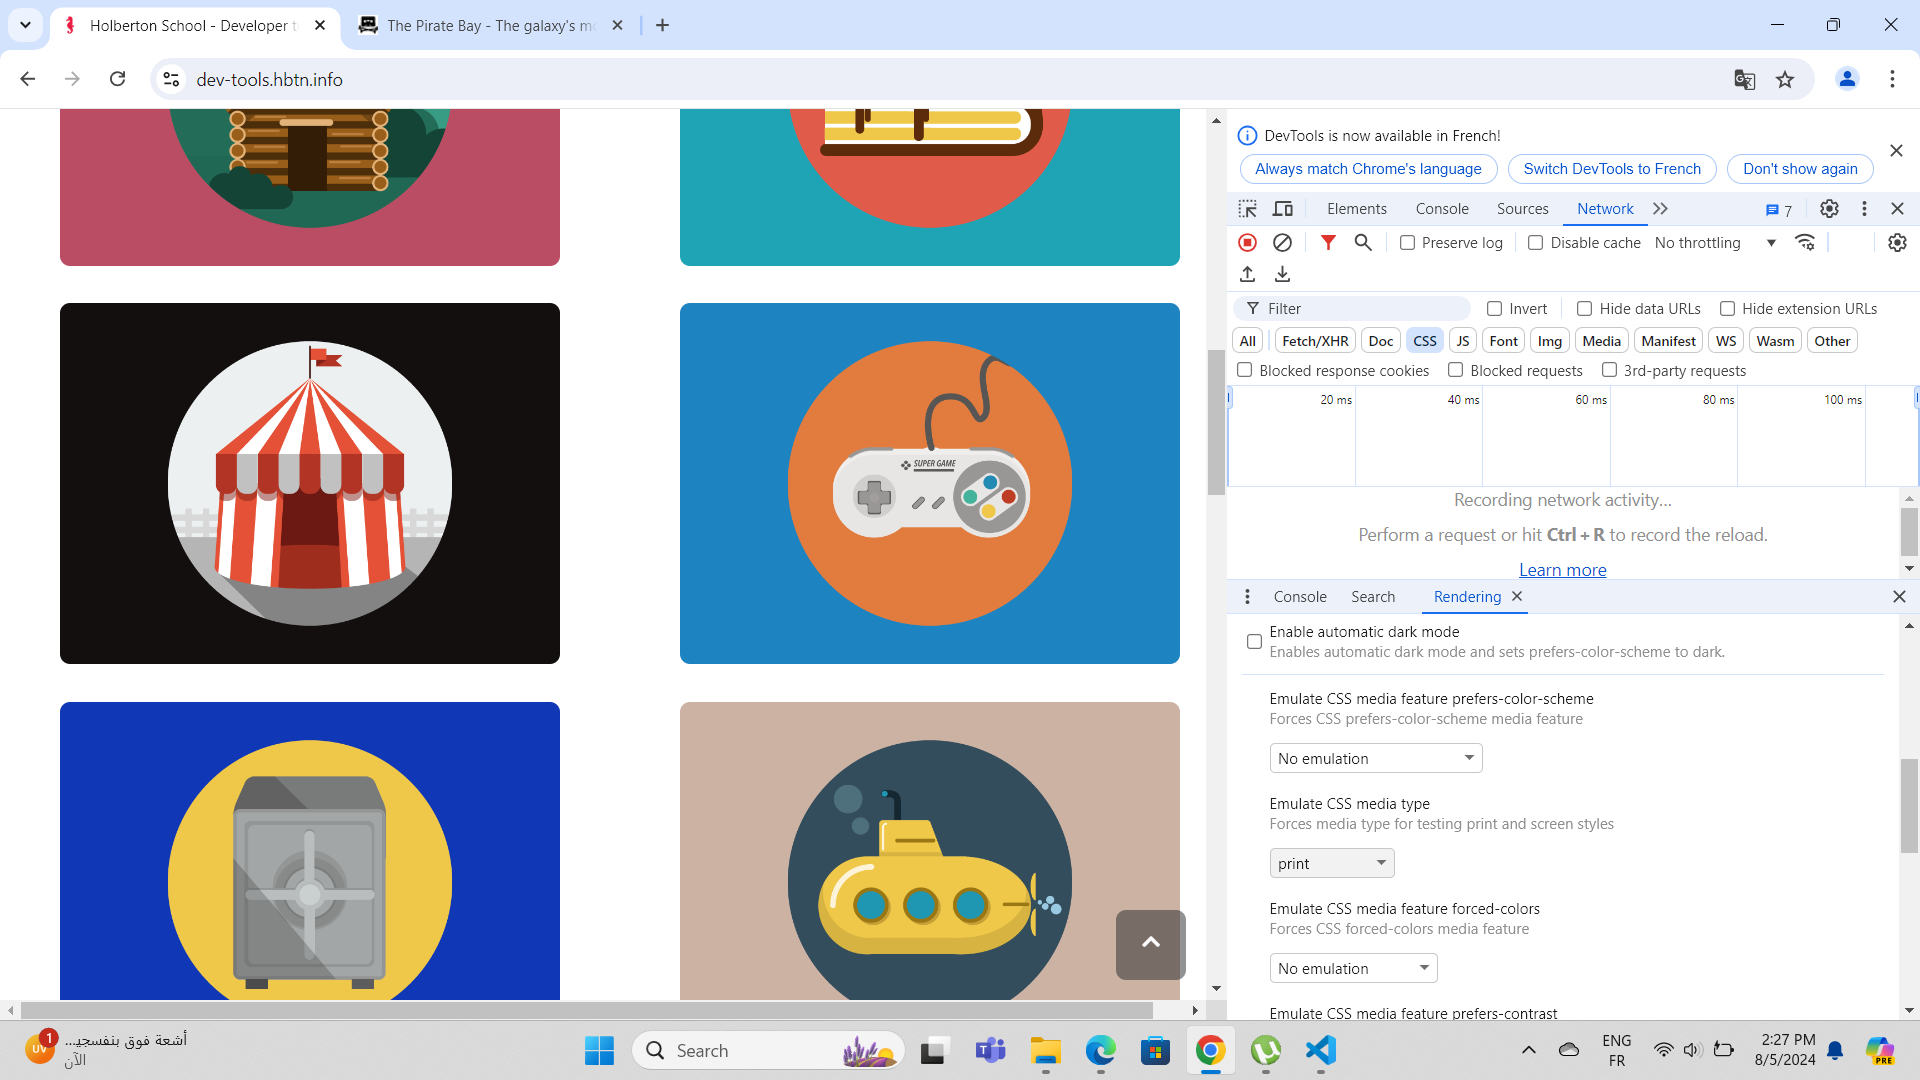 Holberton School - Developer t
The Pirate Bay - The galaxy's mo
dev-tools.hbtn.info
SUPER GAME
DevTools is now available in French!
Always match Chrome's language
Switch DevTools to French
Don't show again
Elements
Console
Sources
Network
7
Preserve log
Disable cache
No throttling
Filter
Invert
Hide data URLs
Hide extension URLs
All
Fetch/XHR
Doc
CSS
JS
Font
Img
Media
Manifest
WS
Wasm
Other
Blocked response cookies
Blocked requests
3rd-party requests
20 ms
40 ms
60 ms
80 ms
100 ms
Recording network activity...
Perform a request or hit Ctrl + R to record the reload.
Learn more
Console
Search
Rendering
Enable automatic dark mode
Enables automatic dark mode and sets prefers-color-scheme to dark.
Emulate CSS media feature prefers-color-scheme
Forces CSS prefers-color-scheme media feature
No emulation
Emulate CSS media type
Forces media type for testing print and screen styles
print
Emulate CSS media feature forced-colors
Forces CSS forced-colors media feature
No emulation
Emulate CSS media feature prefers-contrast
UV
1
أشعة فوق بنفسجي...
الآن
Search
PRE
ENG
FR
2:27 PM
8/5/2024